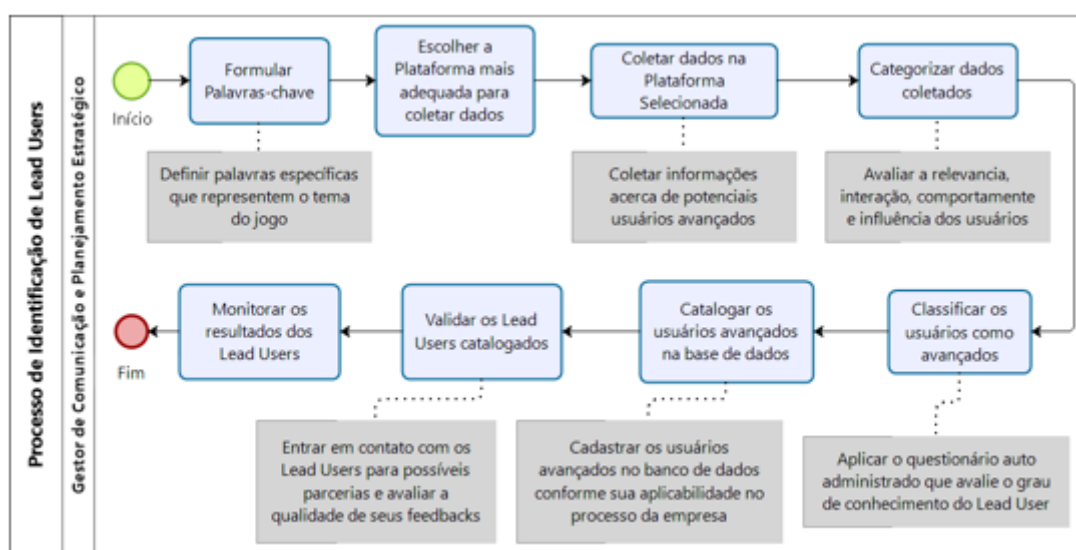 Processo de Identificação de Lead Users
Gestor de Comunicação e Planejamento Estratégico
Início
Formular
Palavras-chave
Escolher a
Plataforma mais
adequada para
coletar dados
Coletar dados na
Plataforma
Selecionada
Categorizar dados
coletados
Definir palavras específicas
que representem o tema
do jogo
Coletar informações
acerca de potenciais
usuários avançados
Avaliar a relevancia,
interação, comportamente
e influência dos usuários
Classificar os
usuários como
avançados
Catalogar os
usuários avançados
na base de dados
Validar os Lead
Users catalogados
Monitorar os
resultados dos
Lead Users
Fim
Aplicar o questionário auto
administrado que avalie o grau
de conhecimento do Lead User
Cadastrar os usuários
avançados no banco de dados
conforme sua aplicabilidade no
processo da empresa
Entrar em contato com os
Lead Users para possíveis
parcerias e avaliar a
qualidade de seus feedbacks